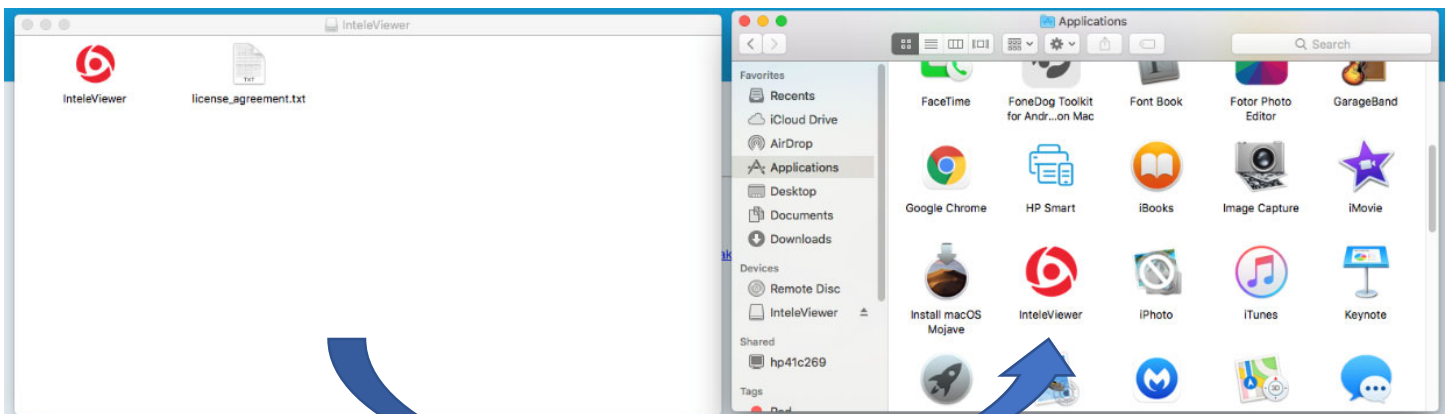 InteleViewer
InteleViewer
license_agreement.txt
TXT
Applications
Search
Favorites
Recents
iCloud Drive
AirDrop
Applications
Desktop
Documents
Downloads
Devices
Remote Disc
InteleViewer
Shared
hp41c269
Tags
FaceTime
FoneDog Toolkit
for Andr...on Mac
Font Book
Fotor Photo
Editor
GarageBand
Google Chrome
HP Smart
iBooks
Image Capture
iMovie
Install macOS
Mojave
InteleViewer
iPhoto
iTunes
Keynote
3D